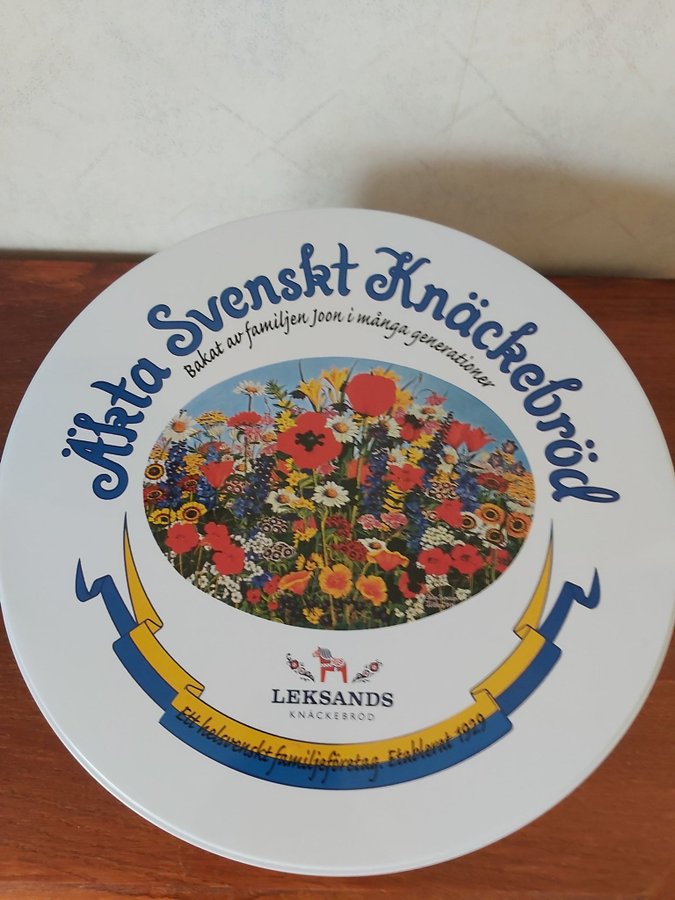 Äkta Svenskt Knäckebröd
Bakat av familjen Joon i många generationer
LEKSANDS
KNÄCKEBRÖD
Ett helsvenskt familjeföretag. Etablerat 1929